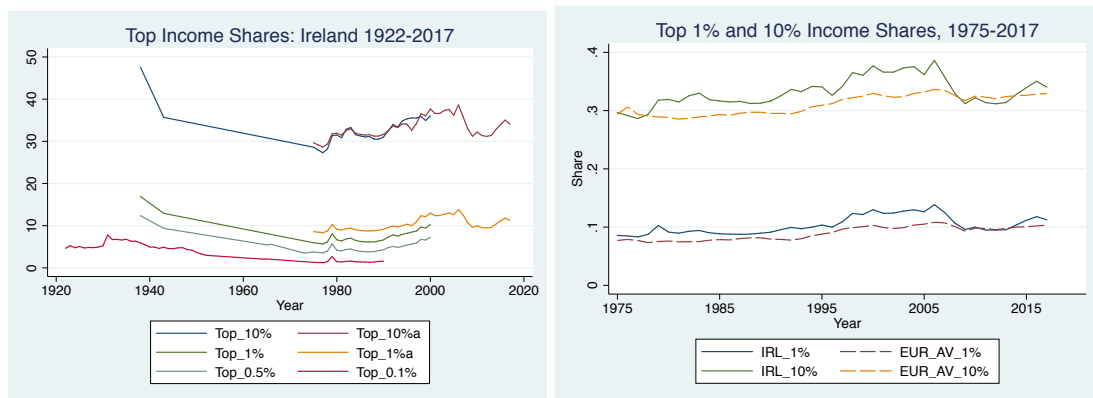 Top Income Shares: Ireland 1922-2017
50
40
30
20
10
0
1920
1940
1960
1980
2000
2020
Year
Top_10%
Top_10%a
Top_1%
Top_1%a
Top_0.5%
Top_0.1%
Top 1% and 10% Income Shares, 1975-2017
Share
.4
.3
.2
.1
0
1975
1985
1995
2005
2015
Year
IRL_1%
EUR_AV_1%
IRL_10%
EUR_AV_10%